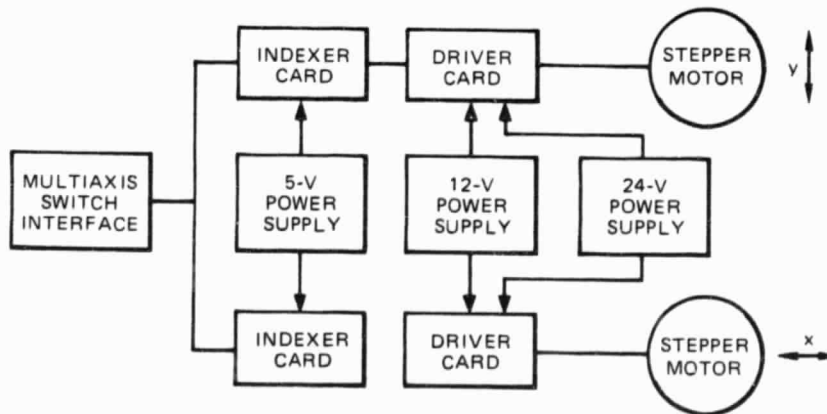 INDEXER
CARD
DRIVER
CARD
STEPPER
MOTOR
y
MULTIAXIS
SWITCH
INTERFACE
5-V
POWER
SUPPLY
12-V
POWER
SUPPLY
24-V
POWER
SUPPLY
INDEXER
CARD
DRIVER
CARD
STEPPER
MOTOR
x